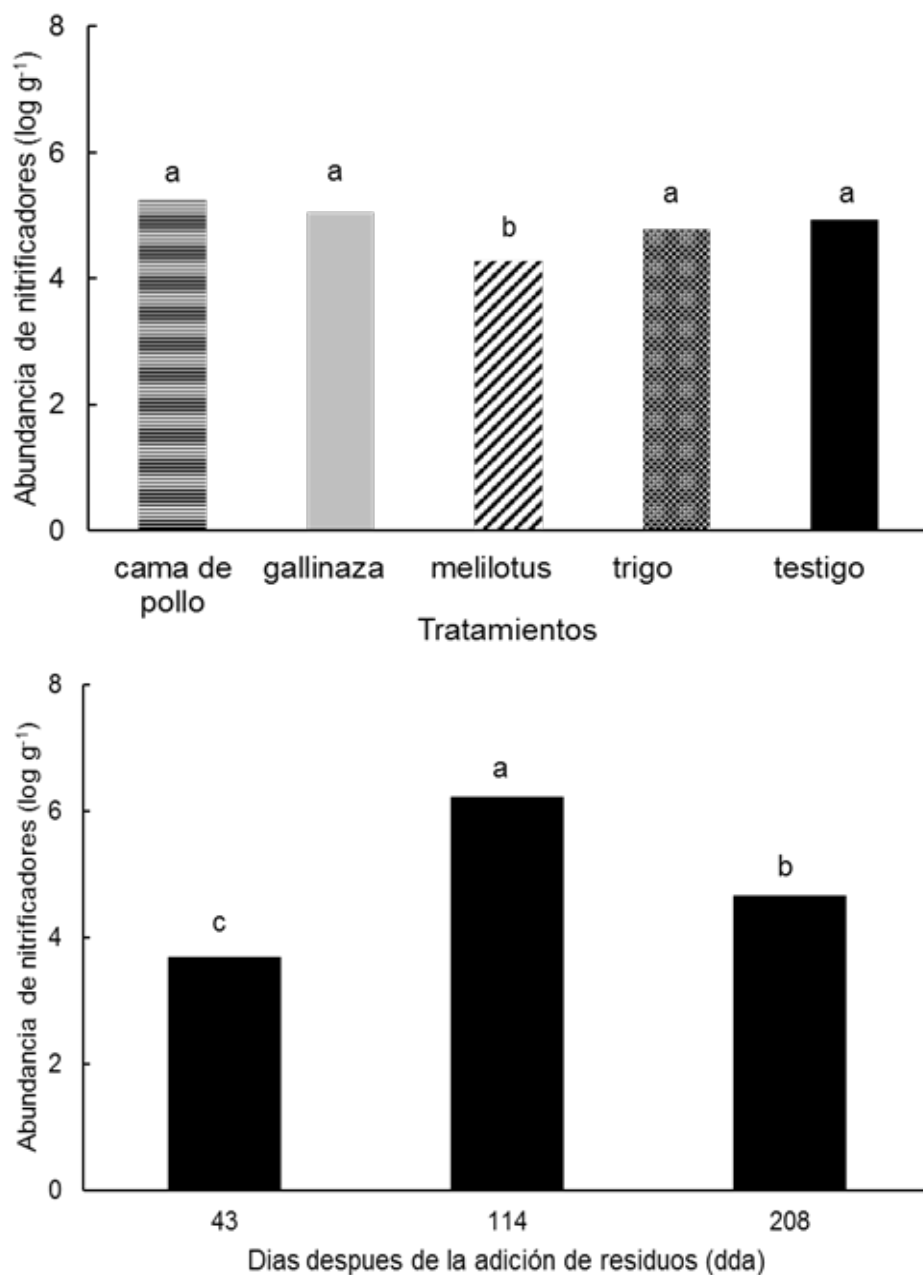 Abundancia de nitrificadores (log g⁻¹)
8
6
4
2
0
a
a
b
a
a
cama de
pollo
gallinaza
melilotus
trigo
testigo
Tratamientos
Abundancia de nitrificadores (log g⁻¹)
8
6
4
2
0
c
a
b
43
114
208
Dias despues de la adición de residuos (dda)